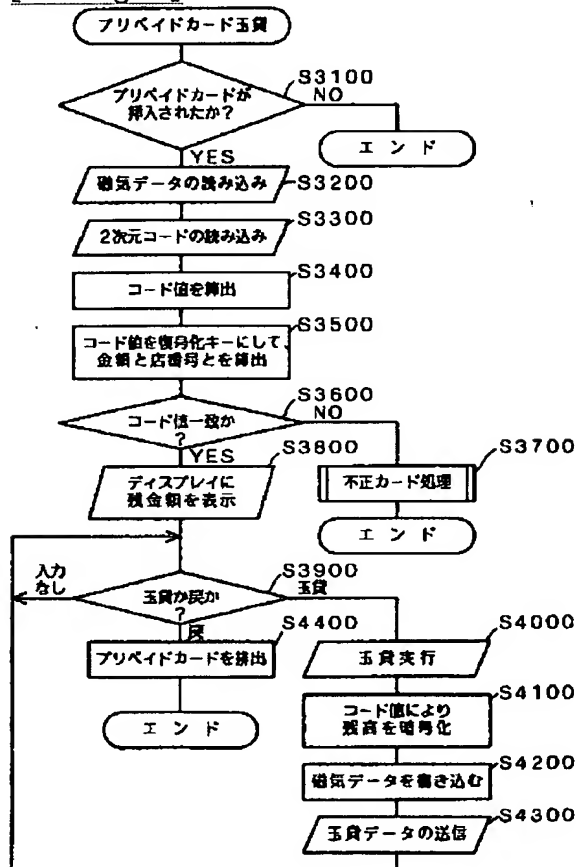 プリペイドカード玉貸
S3100
プリペイドカードが
挿入されたか?
NO
エンド
YES
磁気データの読み込み
S3200
S3300
2次元コードの読み込み
S3400
コード値を算出
S3500
コード値を復号化キーにして
金額と店番号とを算出
S3600
コード値一致か
?
NO
YES
S3800
S3700
ディスプレイに
残金額を表示
不正カード処理
エンド
入力
なし
S3900
玉貸か戻か
?
玉貸
戻
S4400
プリペイドカードを排出
エンド
S4000
玉貸実行
S4100
コード値により
残高を暗号化
S4200
磁気データを書き込む
S4300
玉貸データの送信